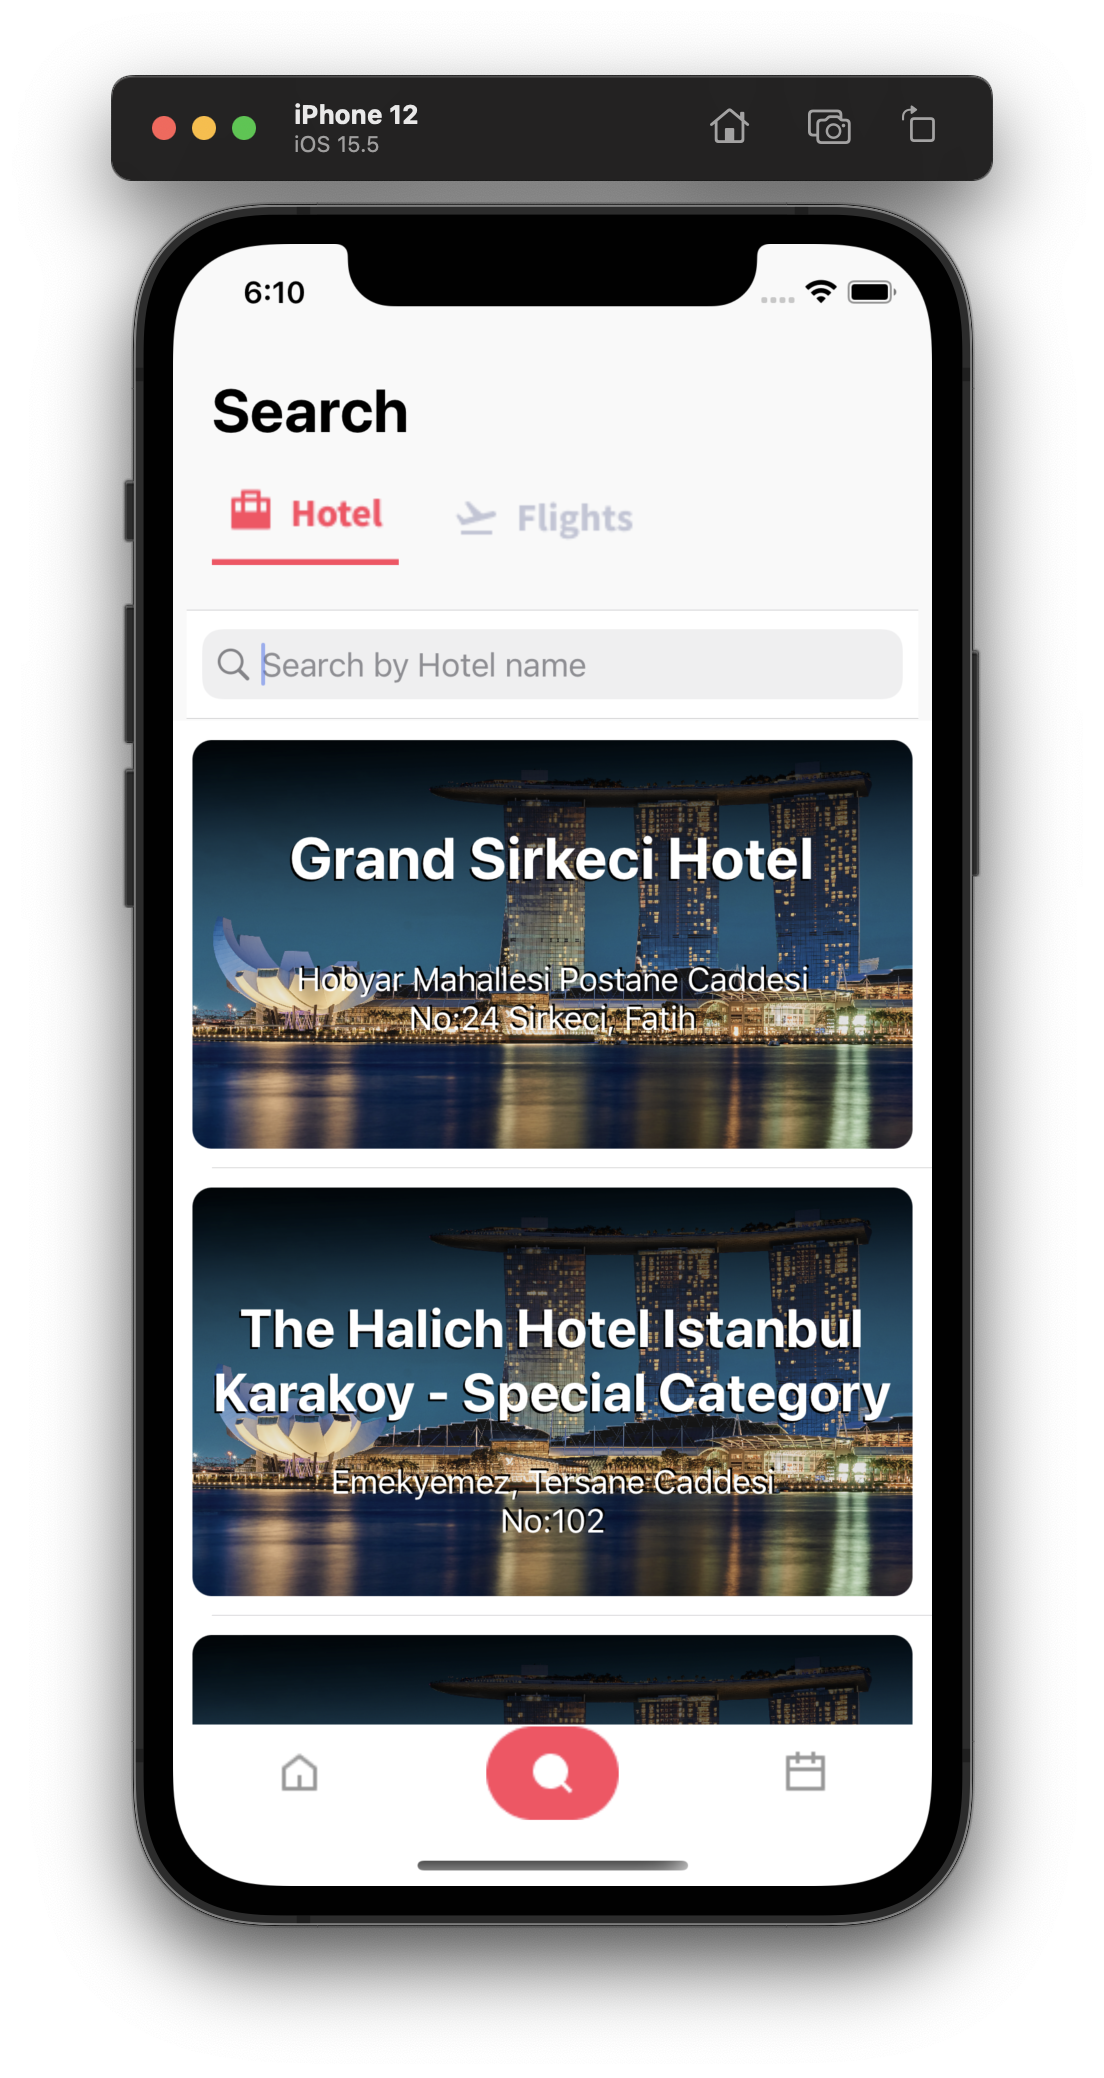 iPhone 12
iOS 15.5
6:10
Search
Hotel
Flights
Search by Hotel name
Grand Sirkeci Hotel
Hobyar Mahallesi Postane Caddesi
No:24 Sirkeci, Fatih
The Halich Hotel Istanbul
Karakoy - Special Category
Emekyemez, Tersane Caddesi
No:102